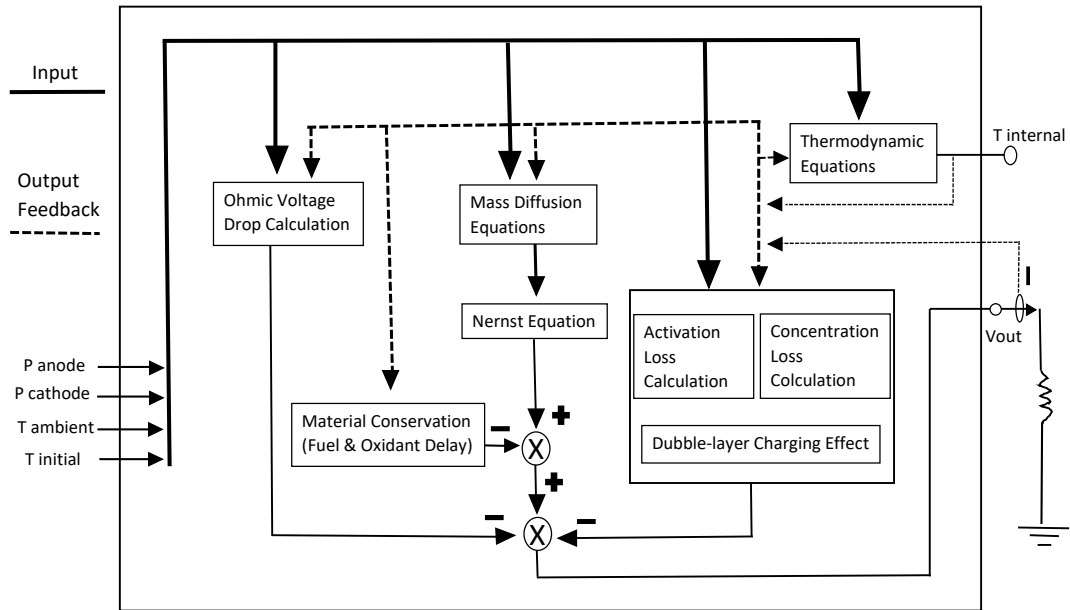 Input
Output
Feedback
P anode
P cathode
T ambient
T initial
Ohmic Voltage
Drop Calculation
Mass Diffusion
Equations
Thermodynamic
Equations
T internal
Nernst Equation
Material Conservation
(Fuel & Oxidant Delay)
Activation
Loss
Calculation
Concentration
Loss
Colculation
Dubble-layer Charging Effect
I
Vout
+
−
X
+
−
X
−